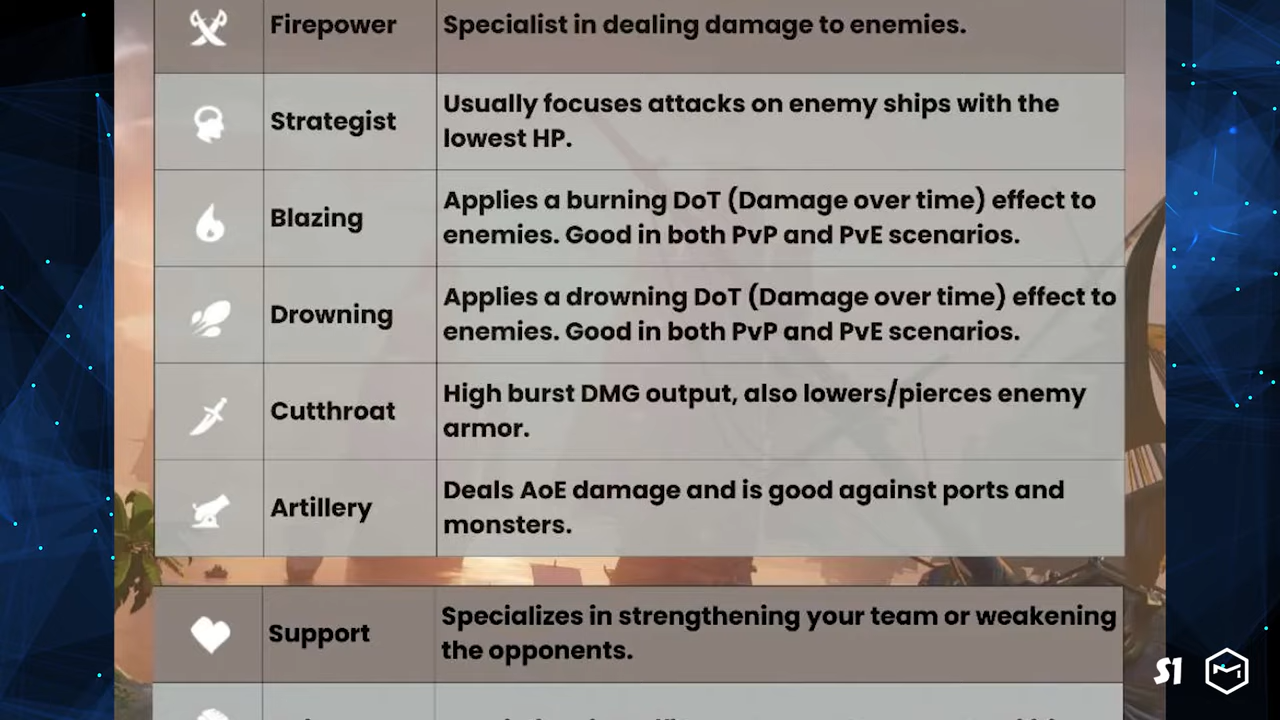 Firepower
Specialist in dealing damage to enemies.
Strategist
Usually focuses attacks on enemy ships with the
lowest HP.
Blazing
Applies a burning DoT (Damage over time) effect to
enemies. Good in both PvP and PvE scenarios.
Drowning
Applies a drowning DoT (Damage over time) effect to
enemies. Good in both PvP and PvE scenarios.
Cutthroat
High burst DMG output, also lowers/pierces enemy
armor.
Artillery
Deals AoE damage and is good against ports and
monsters.
Support
Specializes in strengthening your team or weakening
the opponents.
S1